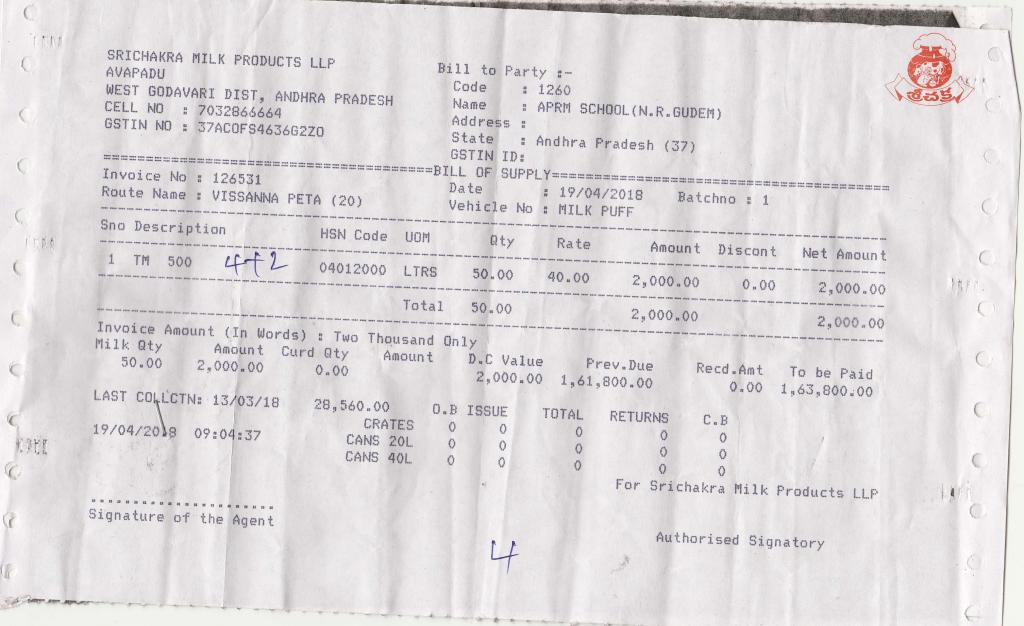 SRICHAKRA MILK PRODUCTS LLP
AVAPADU
WEST GODAVARI DIST, ANDHRA PRADESH
CELL NO : 7032866664
GSTIN NO : 37ACOFS4636G2Z0
Bill to Party :-
Code : 1260
Name : APRM SCHOOL(N.R.GUDEM)
Address :
State : Andhra Pradesh (37)
GSTIN ID:
శ్రీచక్ర
BILL OF SUPPLY
Invoice No : 126531 Date : 19/04/2018 Batchno : 1
Route Name : VISSANNA PETA (20) Vehicle No : MILK PUFF
Sno Description HSN Code UOM Qty Rate Amount Discont Net Amount
1 TM 500 4+2 04012000 LTRS 50.00 40.00 2,000.00 0.00 2,000.00
Total 50.00 2,000.00 2,000.00
Invoice Amount (In Words) : Two Thousand Only
Milk Qty Amount Curd Qty Amount D.C Value Prev.Due Recd.Amt To be Paid
50.00 2,000.00 0.00 2,000.00 1,61,800.00 0.00 1,63,800.00
LAST COLLCTN: 13/03/18 28,560.00 O.B ISSUE TOTAL RETURNS C.B
CRATES 0 0 0 0 0
19/04/2018 09:04:37 CANS 20L 0 0 0 0 0
CANS 40L 0 0 0 0 0
For Srichakra Milk Products LLP
Signature of the Agent
Authorised Signatory
4